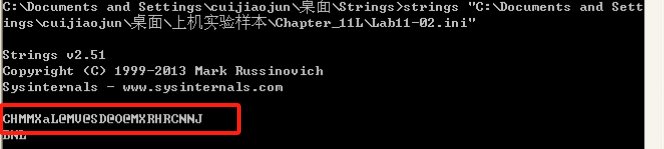 C:\Documents and Settings\cuijiaojun\桌面\Strings>strings "C:\Documents and Sett
ings\cuijiaojun\桌面\上机实验样本\Chapter_11L\Lab11-02.ini"
Strings v2.51
Copyright (C) 1999-2013 Mark Russinovich
Sysinternals - www.sysinternals.com
CHMMXaL@MV@SD@O@MXRHRCNNJ
BNL